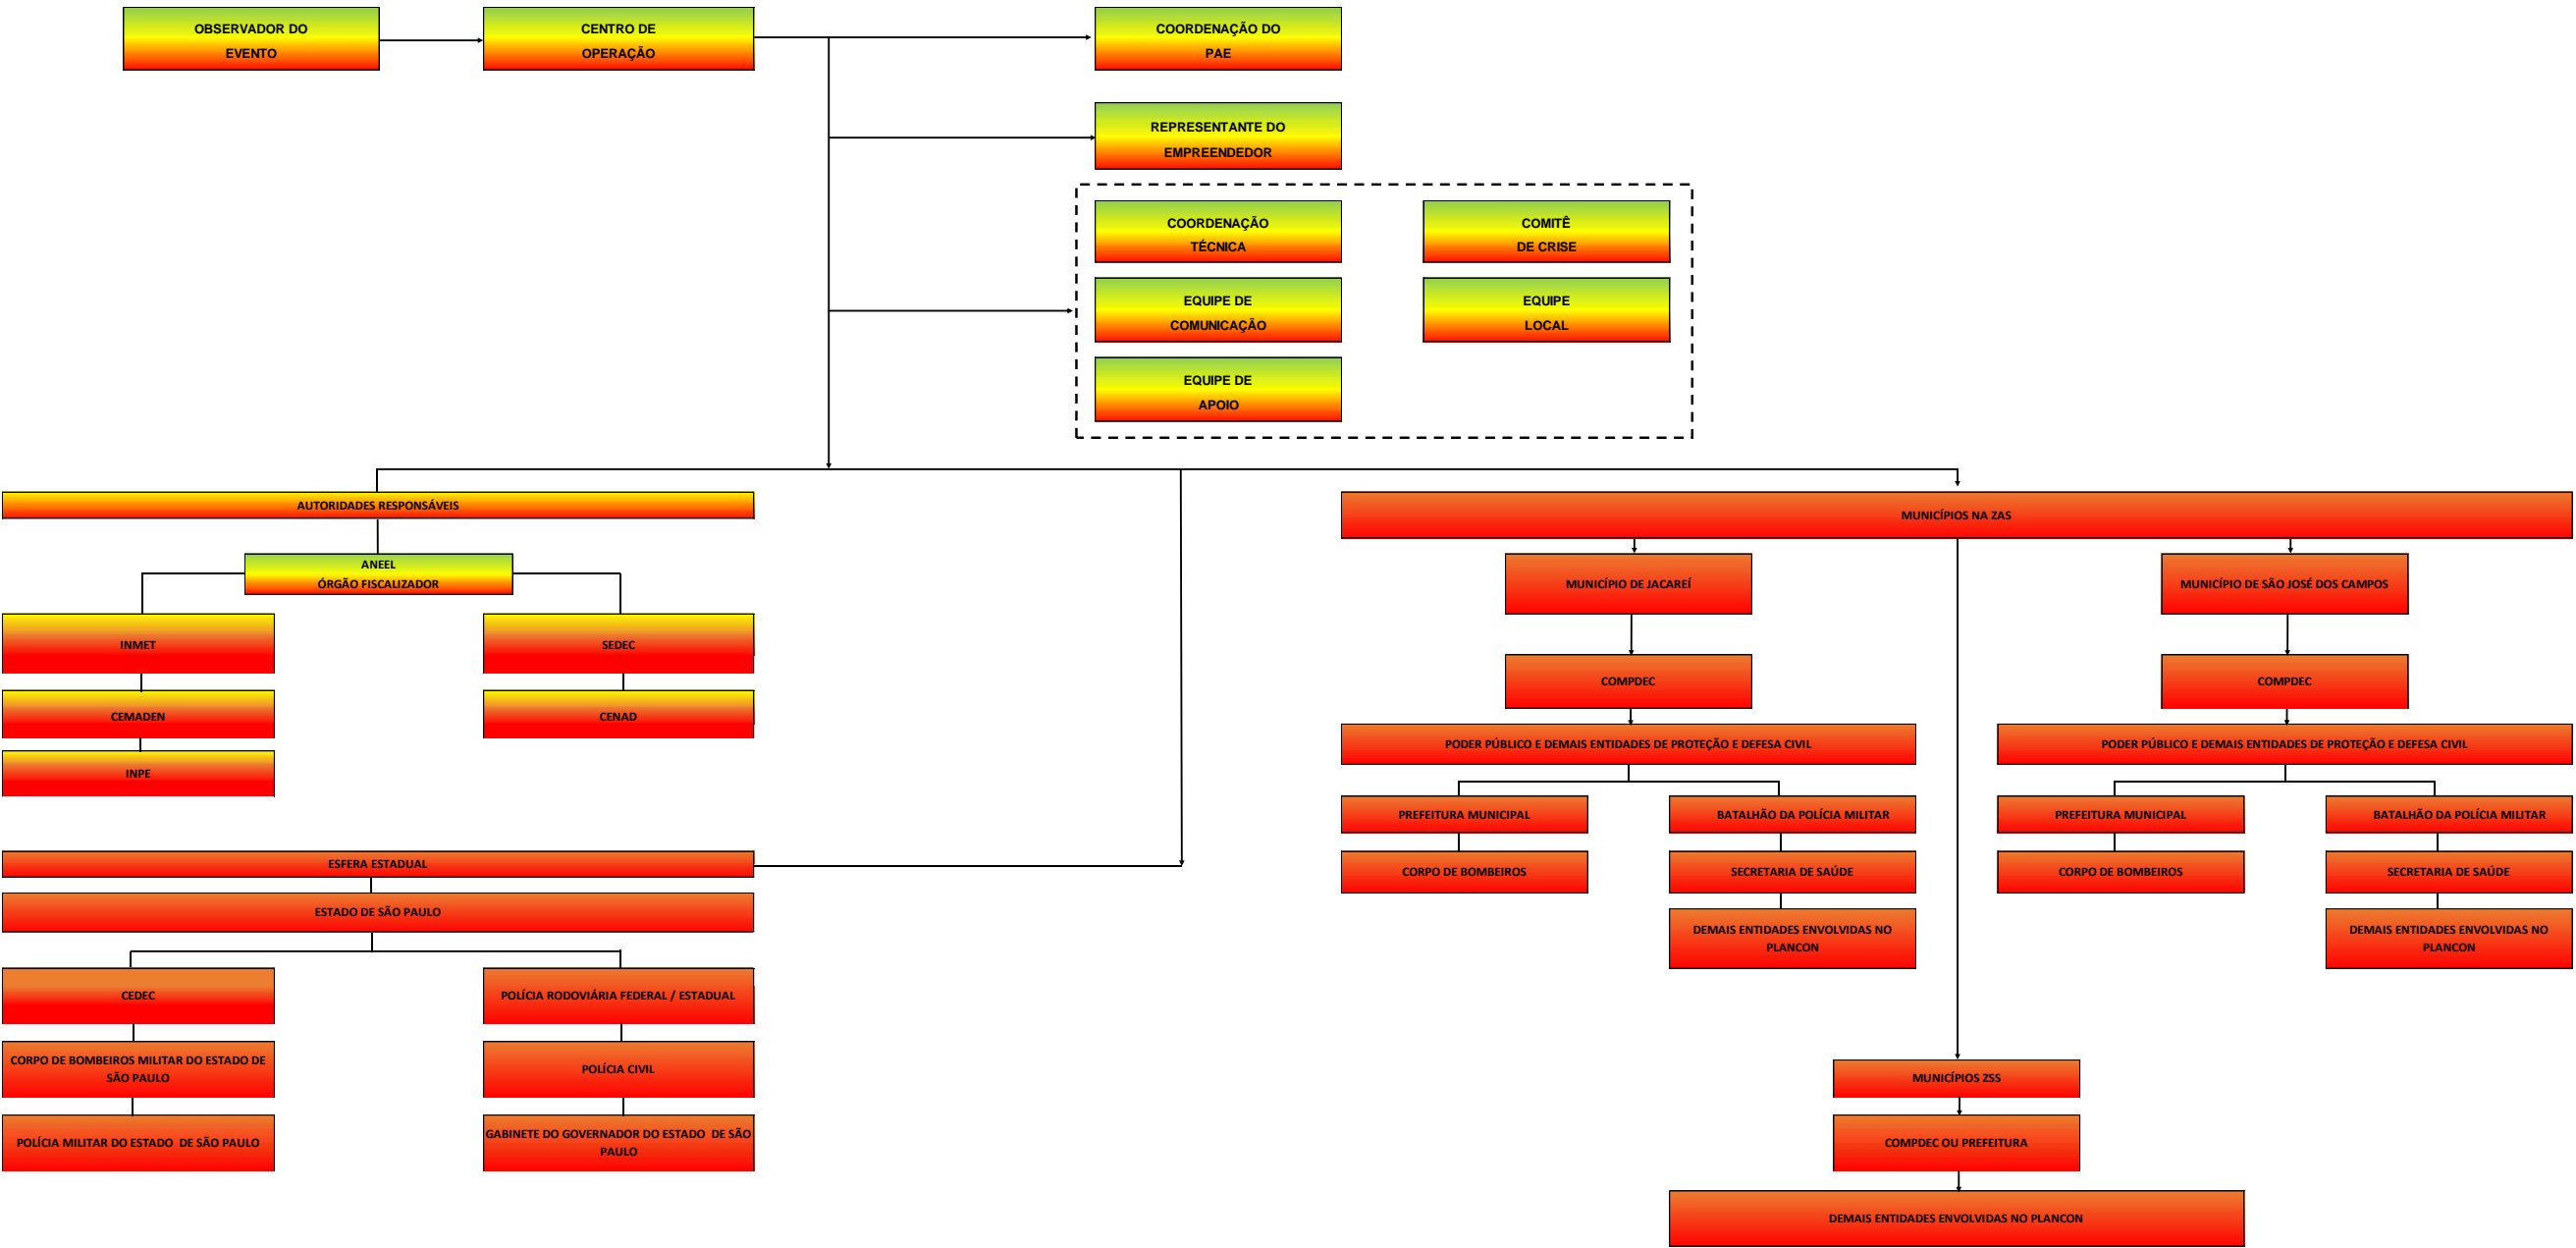 OBSERVADOR DO
EVENTO
CENTRO DE
OPERAÇÃO
COORDENAÇÃO DO
PAE
REPRESENTANTE DO
EMPREENDEDOR
COORDENAÇÃO
TÉCNICA
COMITÊ
DE CRISE
EQUIPE DE
COMUNICAÇÃO
EQUIPE
LOCAL
EQUIPE DE
APOIO
AUTORIDADES RESPONSÁVEIS
ANEEL
ÓRGÃO FISCALIZADOR
INMET
SEDEC
CEMADEN
CENAD
INPE
ESFERA ESTADUAL
ESTADO DE SÃO PAULO
CEDEC
POLÍCIA RODOVIÁRIA FEDERAL / ESTADUAL
CORPO DE BOMBEIROS MILITAR DO ESTADO DE
SÃO PAULO
POLÍCIA CIVIL
POLÍCIA MILITAR DO ESTADO DE SÃO PAULO
GABINETE DO GOVERNADOR DO ESTADO DE SÃO
PAULO
MUNICÍPIOS NA ZAS
MUNICÍPIO DE JACAREÍ
COMPDEC
PODER PÚBLICO E DEMAIS ENTIDADES DE PROTEÇÃO E DEFESA CIVIL
PREFEITURA MUNICIPAL
BATALHÃO DA POLÍCIA MILITAR
CORPO DE BOMBEIROS
SECRETARIA DE SAÚDE
DEMAIS ENTIDADES ENVOLVIDAS NO
PLANCON
MUNICÍPIO DE SÃO JOSÉ DOS CAMPOS
COMPDEC
PODER PÚBLICO E DEMAIS ENTIDADES DE PROTEÇÃO E DEFESA CIVIL
PREFEITURA MUNICIPAL
BATALHÃO DA POLÍCIA MILITAR
CORPO DE BOMBEIROS
SECRETARIA DE SAÚDE
DEMAIS ENTIDADES ENVOLVIDAS NO
PLANCON
MUNICÍPIOS ZSS
COMPDEC OU PREFEITURA
DEMAIS ENTIDADES ENVOLVIDAS NO PLANCON